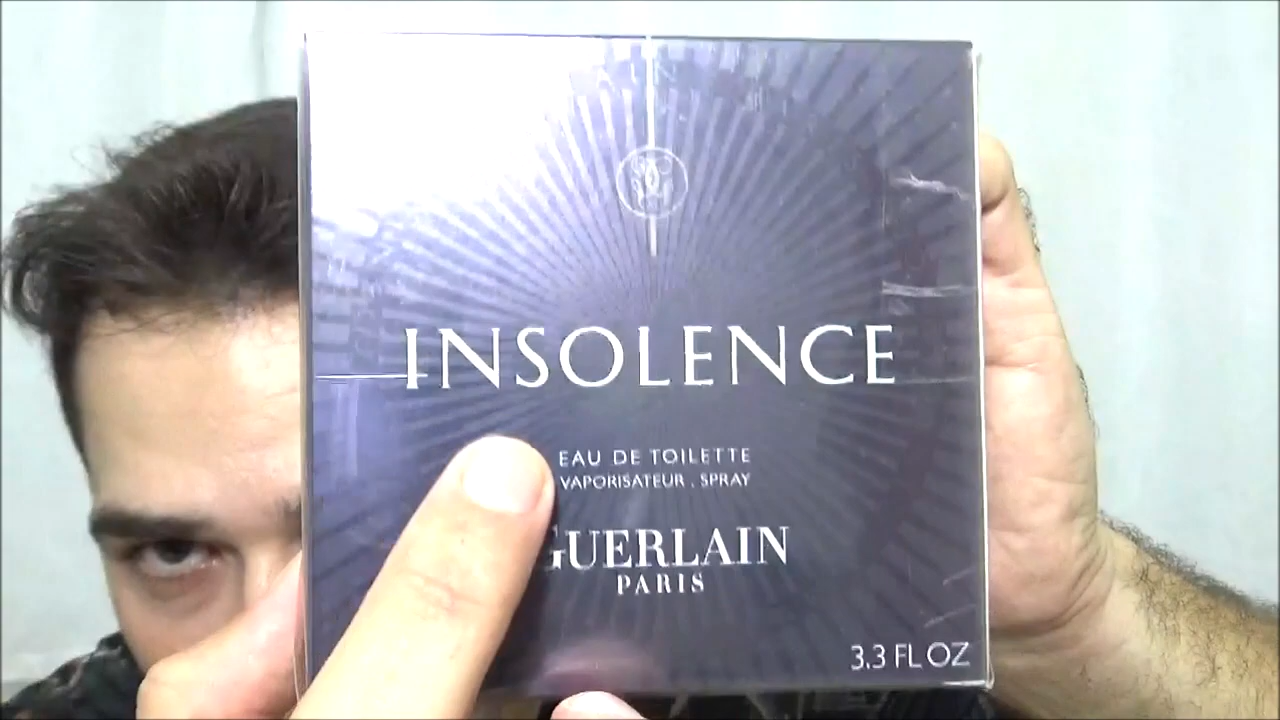 INSOLENCE
EAU DE TOILETTE
VAPORISATEUR . SPRAY
GUERLAIN
PARIS
3.3 FL OZ